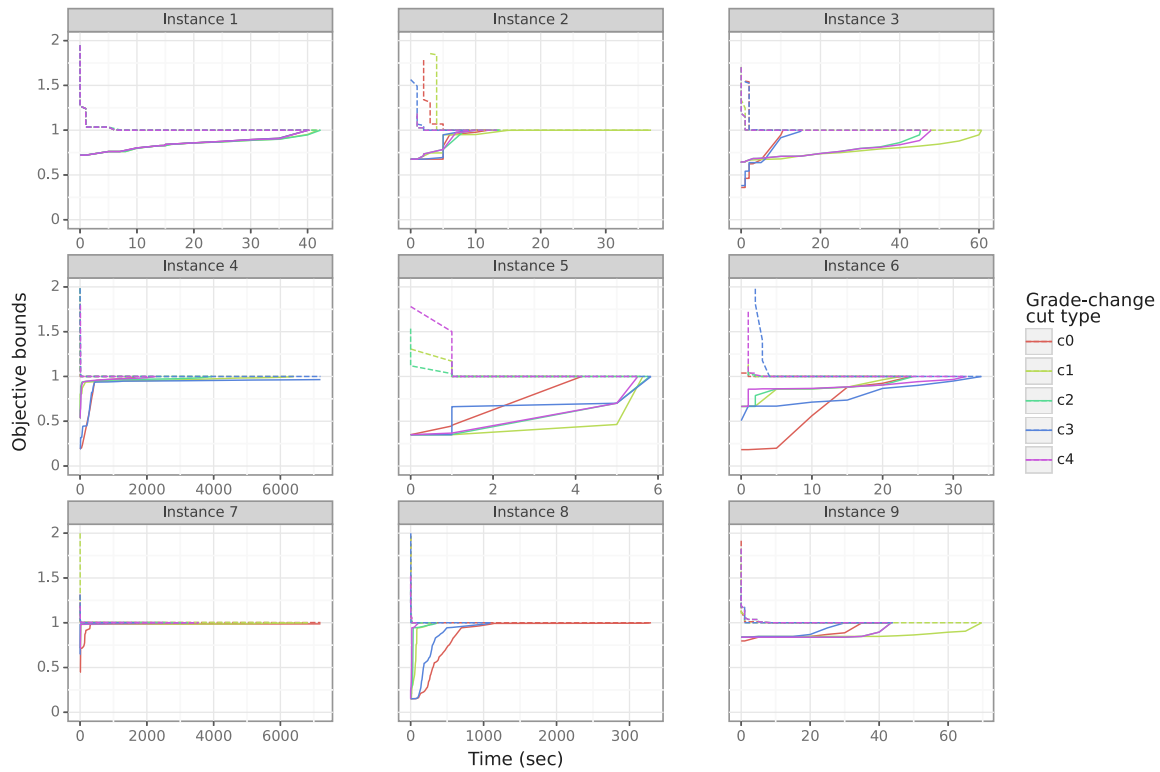 Instance 1
Instance 2
Instance 3
2
1.5
1
0.5
0
0 10 20 30 40
0 10 20 30
0 20 40 60
Instance 4
Instance 5
Instance 6
2
1.5
1
0.5
0
0 2000 4000 6000
0 2 4 6
0 10 20 30
Instance 7
Instance 8
Instance 9
2
1.5
1
0.5
0
0 2000 4000 6000
0 1000 2000 3000
0 20 40 60
Objective bounds
Time (sec)
Grade-change
cut type
c0
c1
c2
c3
c4